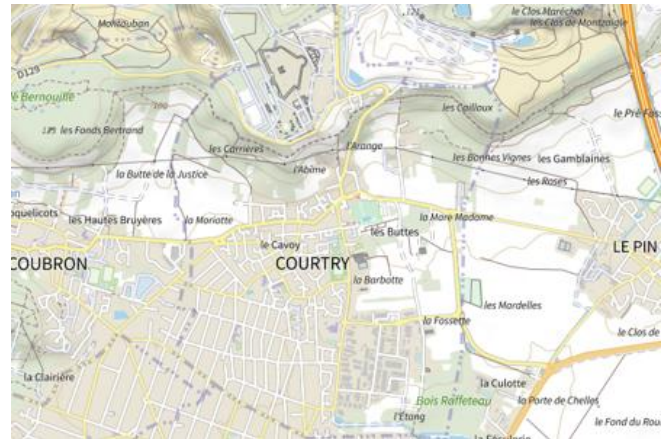 le Clos Maréchal
.121
Montauban
les Clos de Montzaigle
D129
Bernouille
les Cailloux
le Pré
les Fonds Bertrand
les Carrières
l'Arange
les Bonnes Vignes
les Gamblaines
la Butte de la Justice
l'Abîme
les Roses
oquelicots
les Hautes Bruyères
la Moriotte
la Mare Madame
les Buttes
le Cavoy
LE PIN
COUBRON
COURTRY
la Barbotte
les Mardelles
la Fossette
le Clos de
la Clairière
la Culotte
Bois Raffeteau
la Porte de Chelles
l'Étang
le Fond du Rou